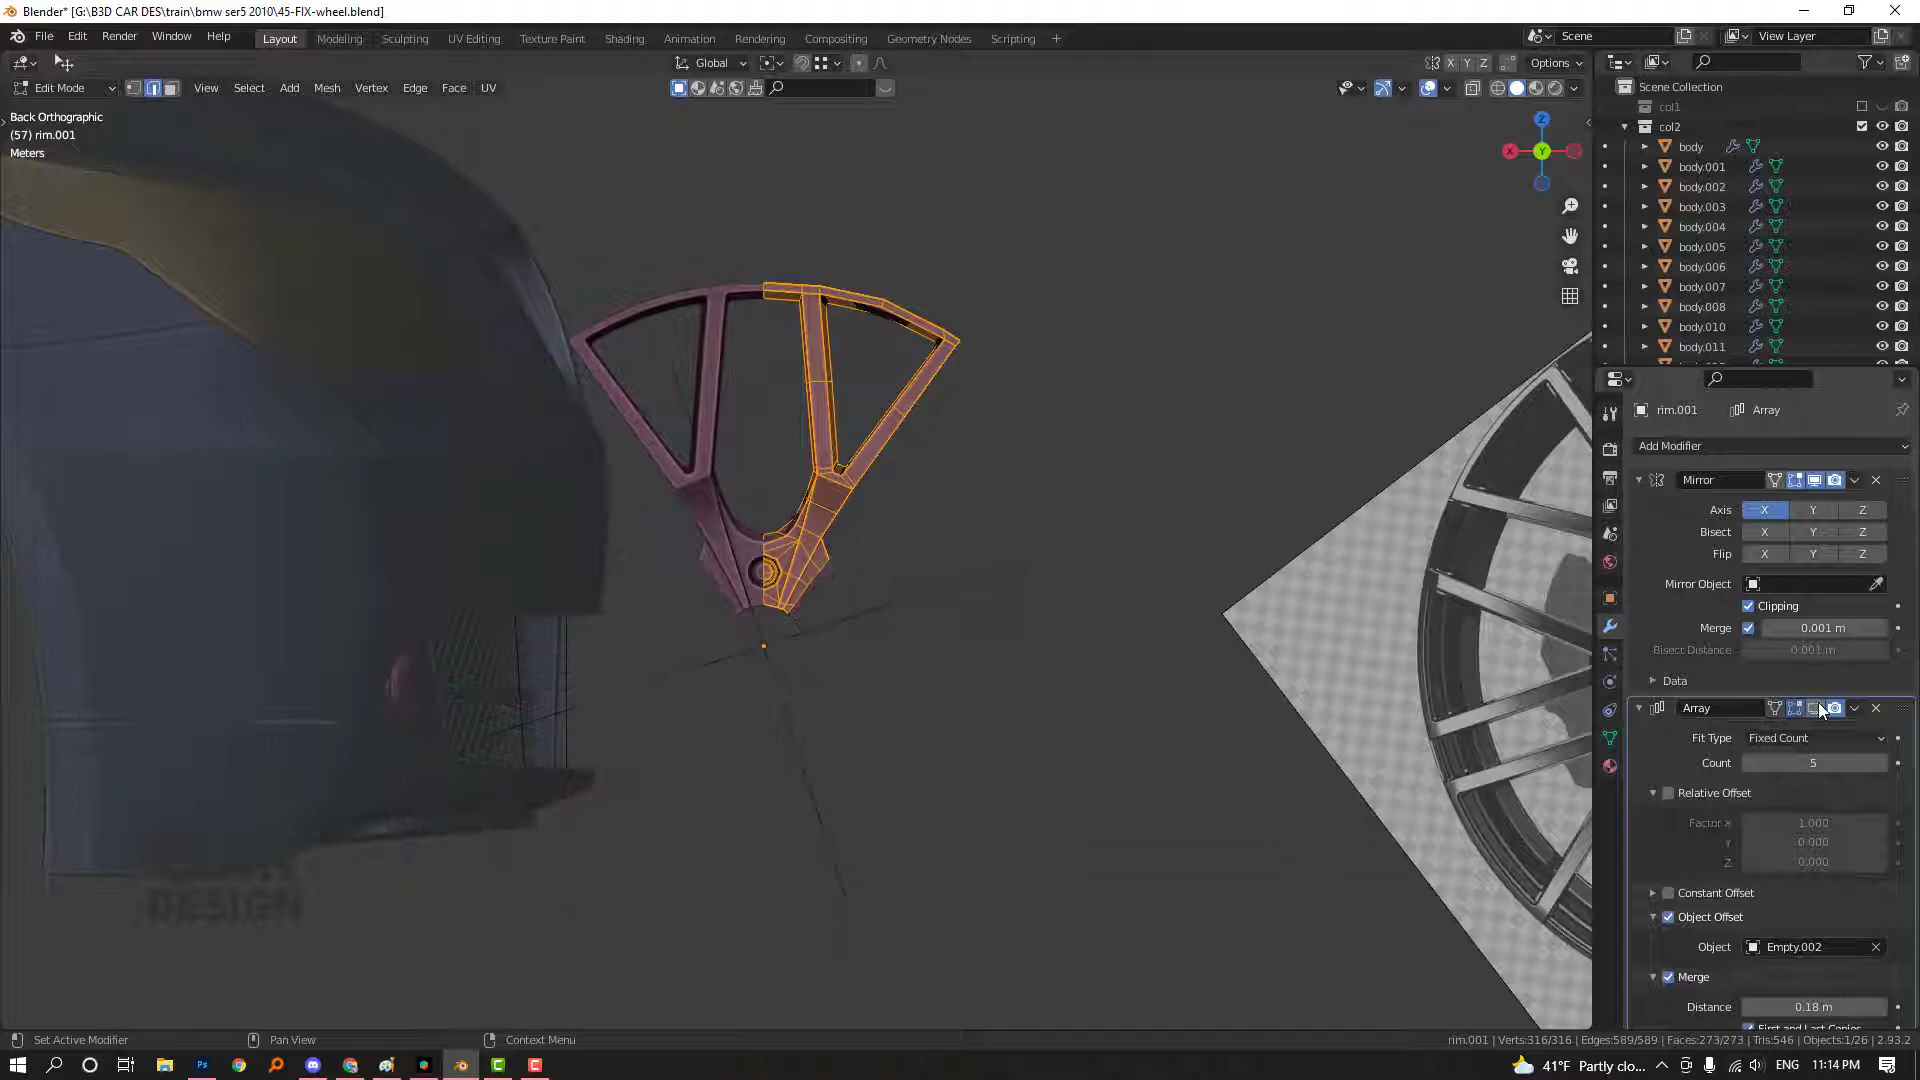 Blender* [G:\B3D CAR DES\train\bmw ser5 2010\45-FIX-wheel.blend]
File Edit Render Window Help Layout Modeling Sculpting UV Editing Texture Paint Shading Animation Rendering Compositing Geometry Nodes Scripting + Scene View Layer
Global X Y Z Options
Edit Mode View Select Add Mesh Vertex Edge Face UV
Scene Collection
col1
col2
body
body.001
body.002
body.003
body.004
body.005
body.006
body.007
body.008
body.010
body.011
Back Orthographic
(57) rim.001
Meters
Z
X
Y
rim.001 Array
Add Modifier
Mirror
Axis X Y Z
Bisect X Y Z
Flip X Y Z
Mirror Object
Clipping
Merge 0.001 m
Bisect Distance 0.001 m
Data
Array
Fit Type Fixed Count
Count 5
Relative Offset
Factor X 1.000
Y 0.000
Z 0.000
Constant Offset
Object Offset
Object Empty.002
Merge
Distance 0.18 m
First and Last Copies
DESIGN
Set Active Modifier Pan View Context Menu rim.001 | Verts:316/316 | Edges:589/589 | Faces:273/273 | Tris:546 | Objects:1/26 | 2.93.2
41°F Partly clo... ENG 11:14 PM